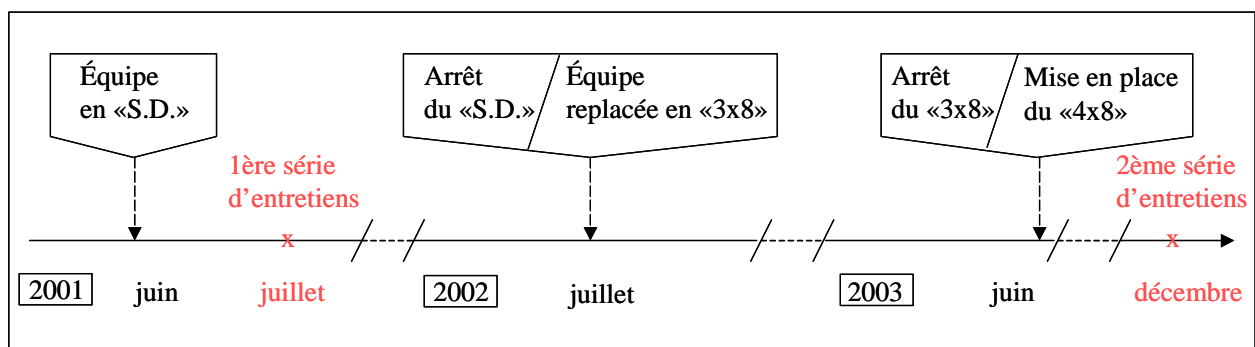 Équipe
en «S.D.»
Arrêt
du «S.D.»
Équipe
replacée en «3x8»
Arrêt
du «3x8»
Mise en place
du «4x8»
1ère série
d’entretiens
2ème série
d’entretiens
x
x
2001
juin
juillet
2002
juillet
2003
juin
décembre